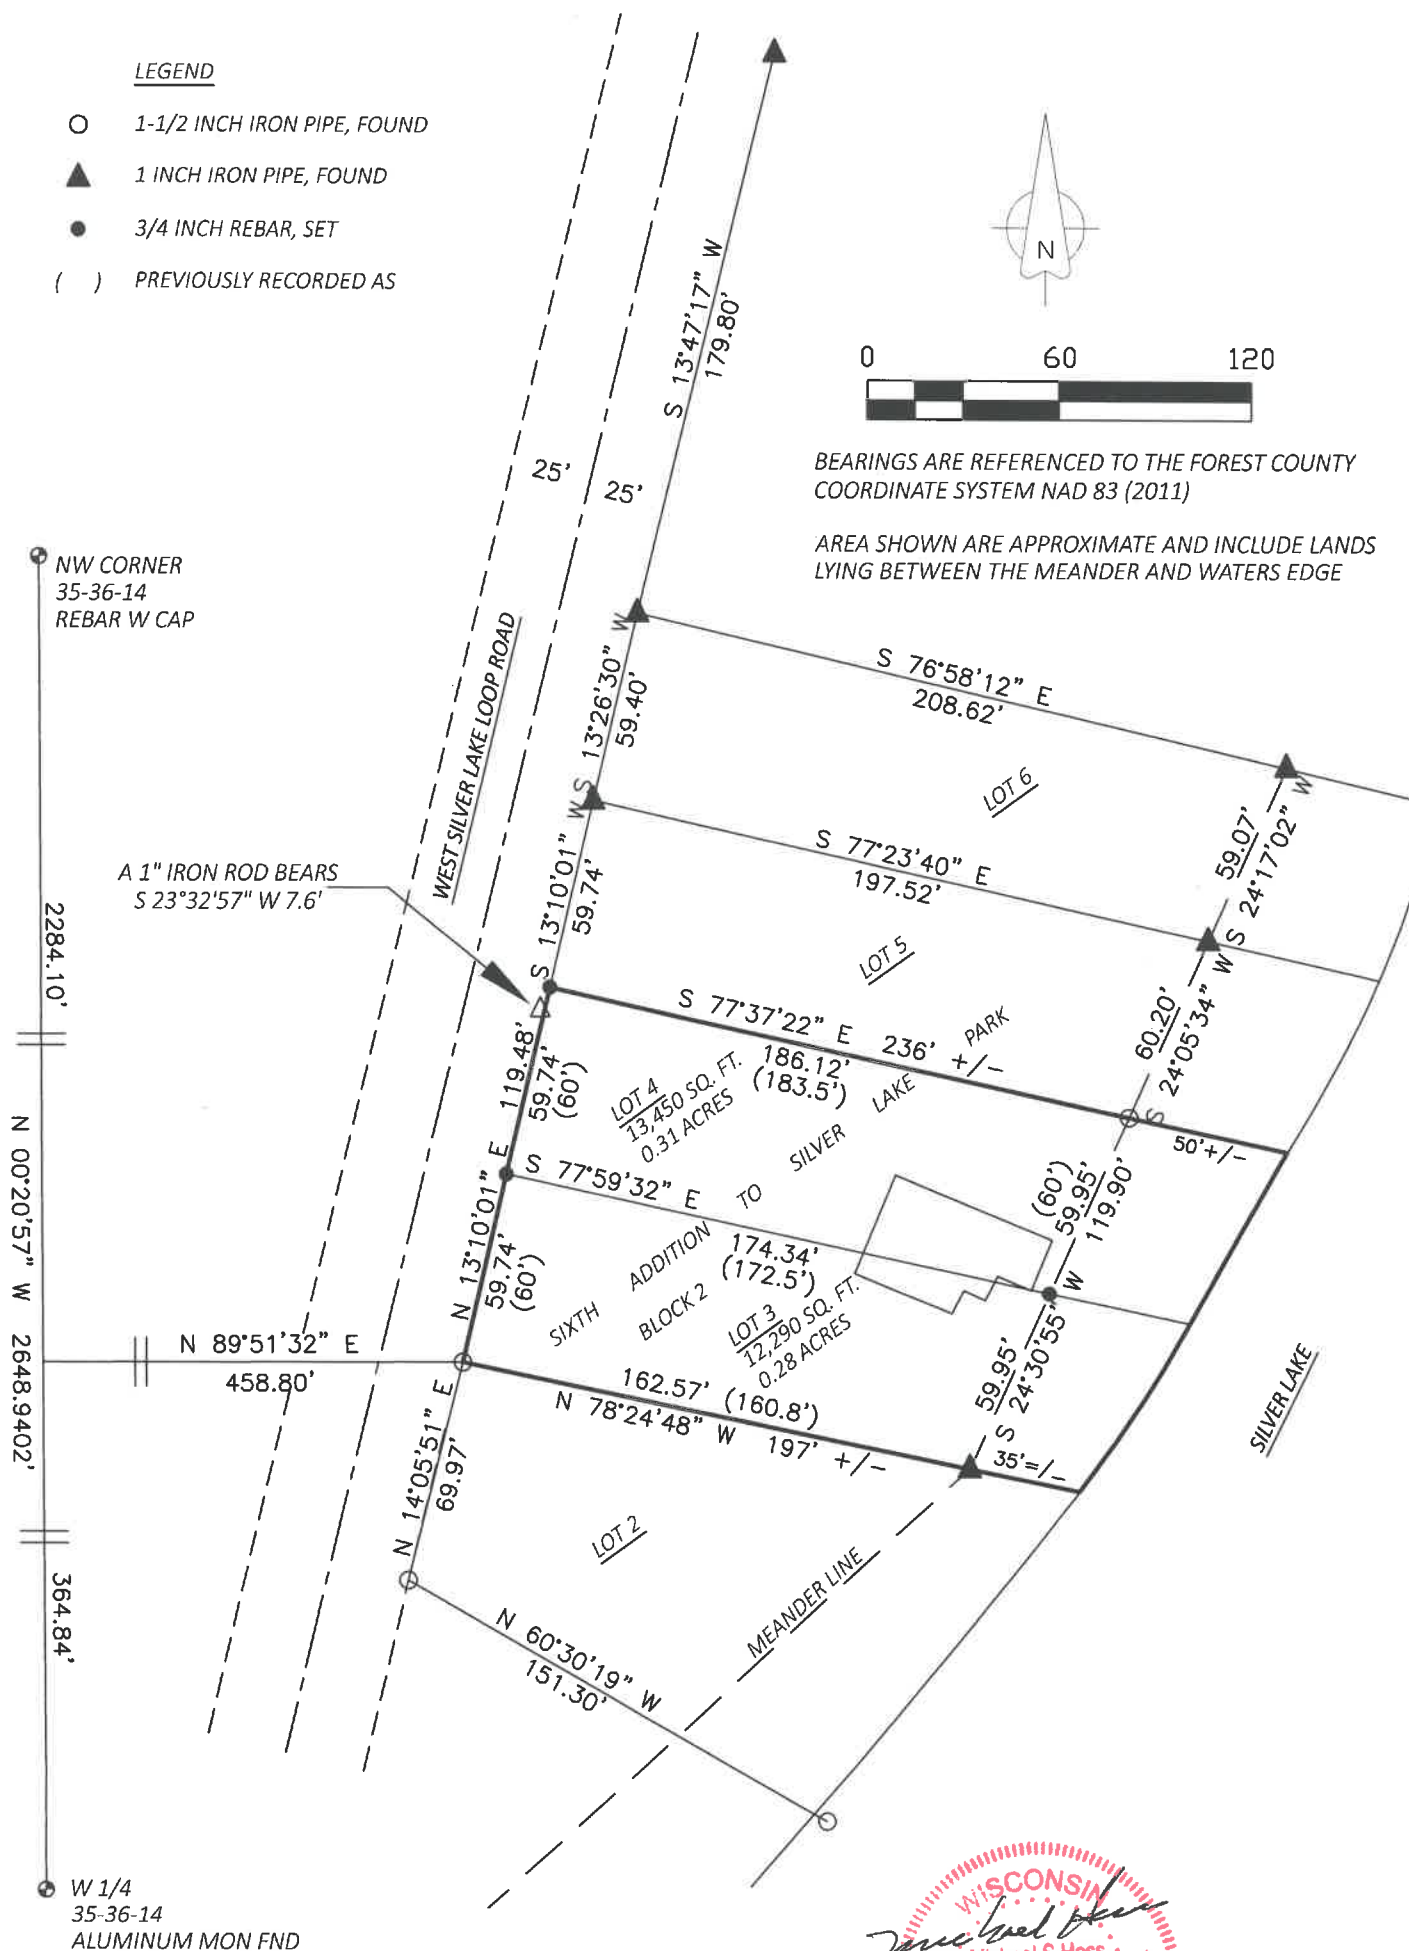 LEGEND
1-1/2 INCH IRON PIPE, FOUND
1 INCH IRON PIPE, FOUND
3/4 INCH REBAR, SET
( ) PREVIOUSLY RECORDED AS
N
0 60 120
BEARINGS ARE REFERENCED TO THE FOREST COUNTY
COORDINATE SYSTEM NAD 83 (2011)
AREA SHOWN ARE APPROXIMATE AND INCLUDE LANDS
LYING BETWEEN THE MEANDER AND WATERS EDGE
S 13°47'17" W
179.80'
25'
25'
NW CORNER
35-36-14
REBAR W CAP
WEST SILVER LAKE LOOP ROAD
S 13°26'30" W
59.40'
S 76°58'12" E
208.62'
LOT 6
59.07'
S 24°17'02" W
S 13°10'01" W
59.74'
S 77°23'40" E
197.52'
LOT 5
60.20'
S 24°05'34" W
A 1" IRON ROD BEARS
S 23°32'57" W 7.6'
2284.10'
N 00°20'57" W 2648.9402'
364.84'
S 77°37'22" E 236' +/-
186.12'
(183.5')
50'+/-
119.48'
59.74'
(60')
LOT 4
13,450 SQ. FT.
0.31 ACRES
SIXTH ADDITION TO SILVER LAKE PARK
BLOCK 2
(60')
59.95'
119.90'
N 13°10'01" E
59.74'
(60')
S 77°59'32" E
174.34'
(172.5')
LOT 3
12,290 SQ. FT.
0.28 ACRES
59.95'
S 24°30'55" W
N 89°51'32" E
458.80'
162.57' (160.8')
N 78°24'48" W 197' +/-
35'=/-
SILVER LAKE
N 14°05'51" E
69.97'
LOT 2
MEANDER LINE
N 60°30'19" W
151.30'
W 1/4
35-36-14
ALUMINUM MON FND
WISCONSIN